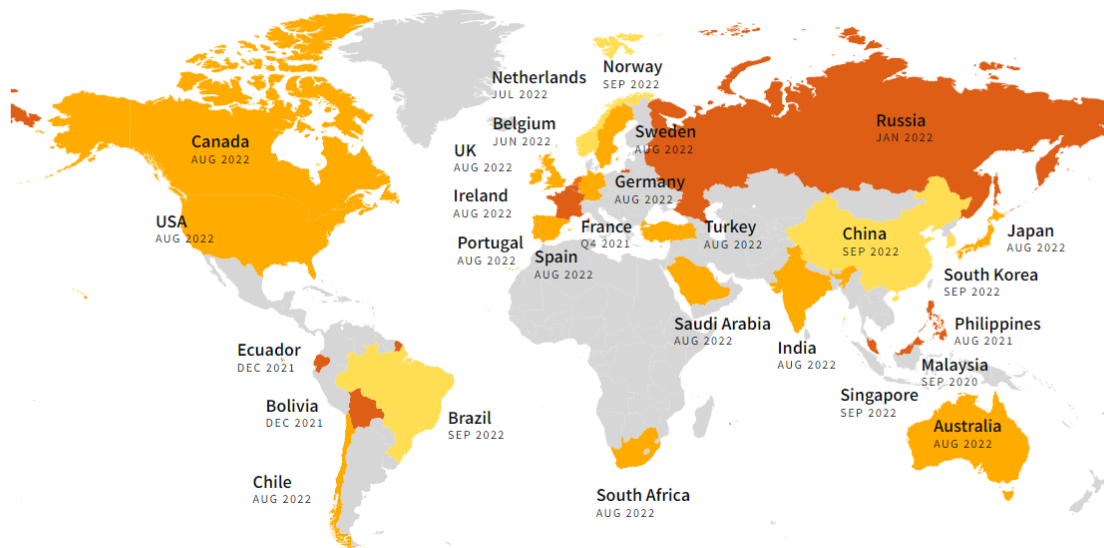 Netherlands
JUL 2022
Norway
SEP 2022
Belgium
JUN 2022
Sweden
AUG 2022
Russia
JAN 2022
Canada
AUG 2022
UK
AUG 2022
Germany
AUG 2022
Ireland
AUG 2022
USA
AUG 2022
France
Q4 2021
Turkey
AUG 2022
China
SEP 2022
Japan
AUG 2022
Portugal
AUG 2022
Spain
AUG 2022
South Korea
SEP 2022
Saudi Arabia
AUG 2022
Philippines
AUG 2021
India
AUG 2022
Ecuador
DEC 2021
Malaysia
SEP 2020
Singapore
SEP 2022
Bolivia
DEC 2021
Brazil
SEP 2022
Australia
AUG 2022
Chile
AUG 2022
South Africa
AUG 2022